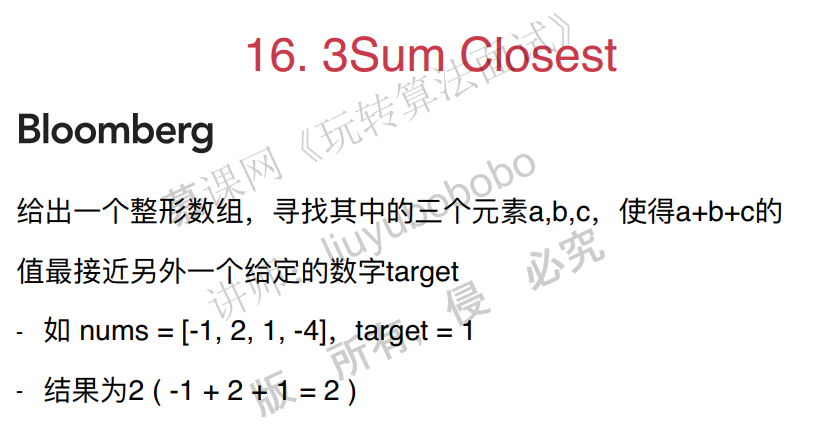 16. 3Sum Closest
Bloomberg
给出一个整形数组，寻找其中的三个元素a,b,c，使得a+b+c的
值最接近另外一个给定的数字target
- 如 nums = [-1, 2, 1, -4]，target = 1
- 结果为2 ( -1 + 2 + 1 = 2 )
慕课网《玩转算法面试》
讲师：liuyubobobo
版 所有，侵 必究